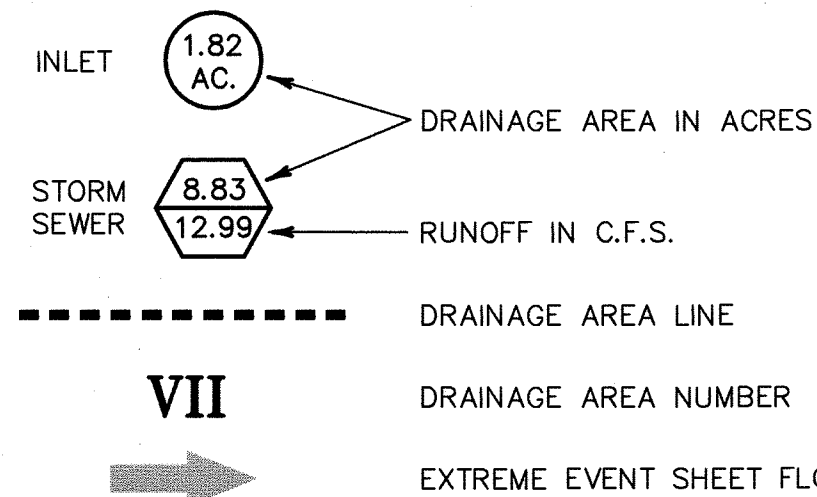 INLET
1.82
AC.
DRAINAGE AREA IN ACRES
STORM
SEWER
8.83
12.99
RUNOFF IN C.F.S.
DRAINAGE AREA LINE
VII
DRAINAGE AREA NUMBER
EXTREME EVENT SHEET